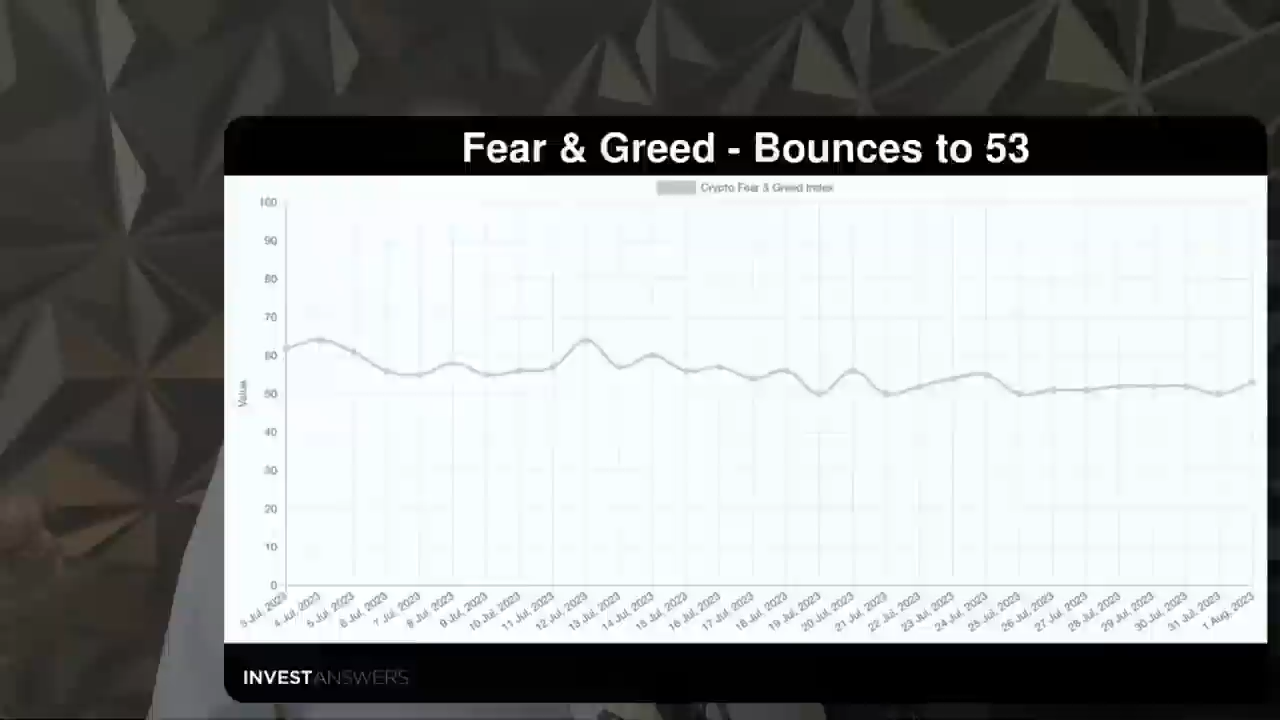 Fear & Greed - Bounces to 53
Crypto Fear & Greed Index
100
90
80
70
60
50
40
30
20
10
0
Value
3 Jul, 2023
4 Jul, 2023
5 Jul, 2023
6 Jul, 2023
7 Jul, 2023
8 Jul, 2023
9 Jul, 2023
10 Jul, 2023
11 Jul, 2023
12 Jul, 2023
13 Jul, 2023
14 Jul, 2023
15 Jul, 2023
16 Jul, 2023
17 Jul, 2023
18 Jul, 2023
19 Jul, 2023
20 Jul, 2023
21 Jul, 2023
22 Jul, 2023
23 Jul, 2023
24 Jul, 2023
25 Jul, 2023
26 Jul, 2023
27 Jul, 2023
28 Jul, 2023
29 Jul, 2023
30 Jul, 2023
31 Jul, 2023
1 Aug, 2023
INVESTANSWERS